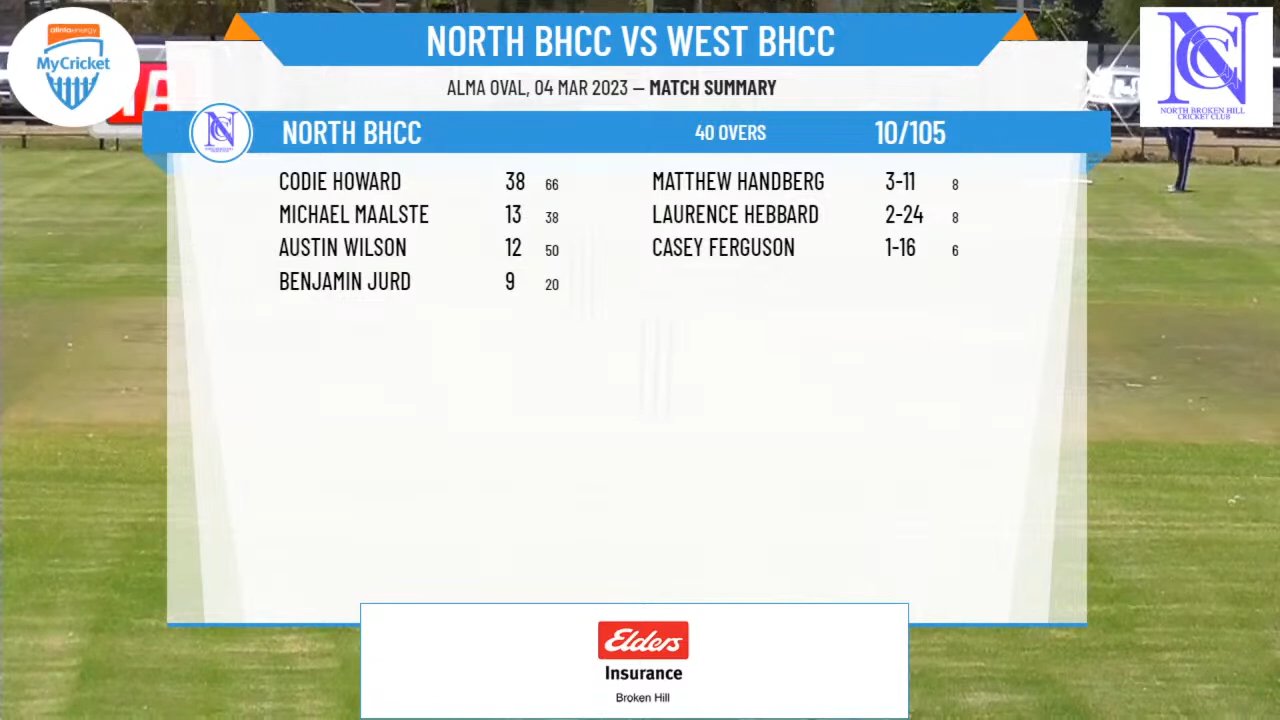 alintaenergy
MyCricket
NORTH BHCC VS WEST BHCC
ALMA OVAL, 04 MAR 2023 – MATCH SUMMARY
NORTH BROKEN HILL
CRICKET CLUB
NORTH BHCC 40 OVERS 10/105
CODIE HOWARD 38 66 MATTHEW HANDBERG 3-11 8
MICHAEL MAALSTE 13 38 LAURENCE HEBBARD 2-24 8
AUSTIN WILSON 12 50 CASEY FERGUSON 1-16 6
BENJAMIN JURD 9 20
Elders
Insurance
Broken Hill